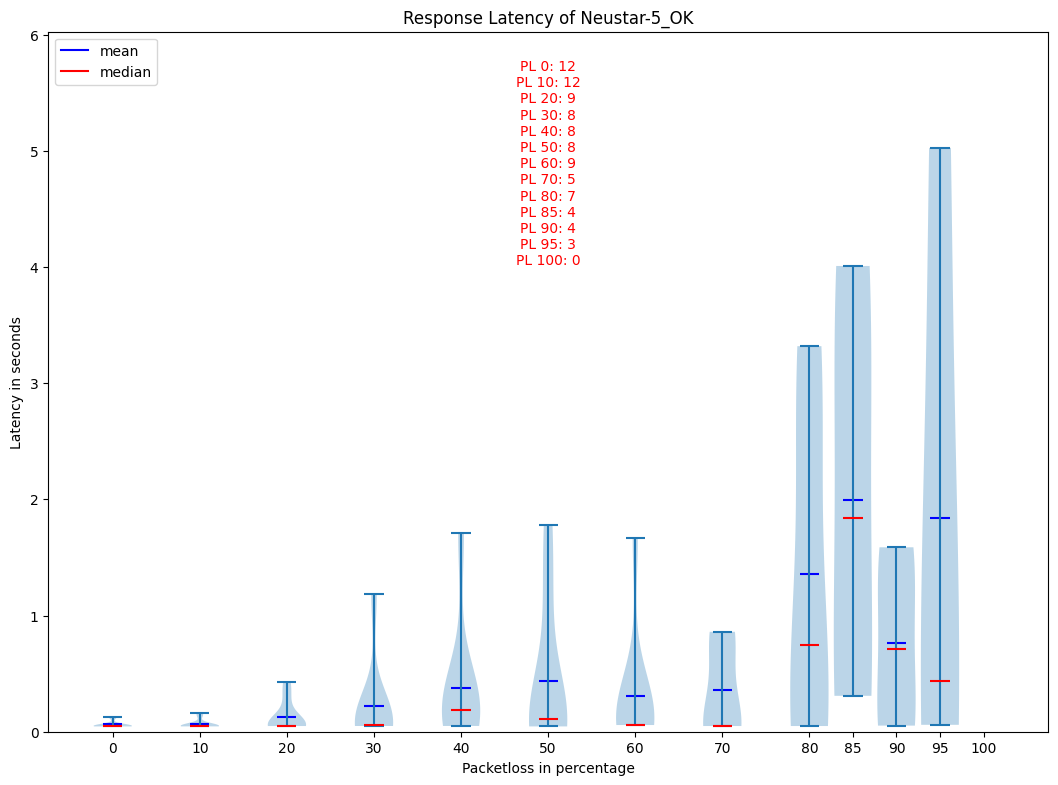 Response Latency of Neustar-5_OK
mean
median
PL 0: 12
PL 10: 12
PL 20: 9
PL 30: 8
PL 40: 8
PL 50: 8
PL 60: 9
PL 70: 5
PL 80: 7
PL 85: 4
PL 90: 4
PL 95: 3
PL 100: 0
Latency in seconds
6
5
4
3
2
1
0
0 10 20 30 40 50 60 70 80 85 90 95 100
Packetloss in percentage